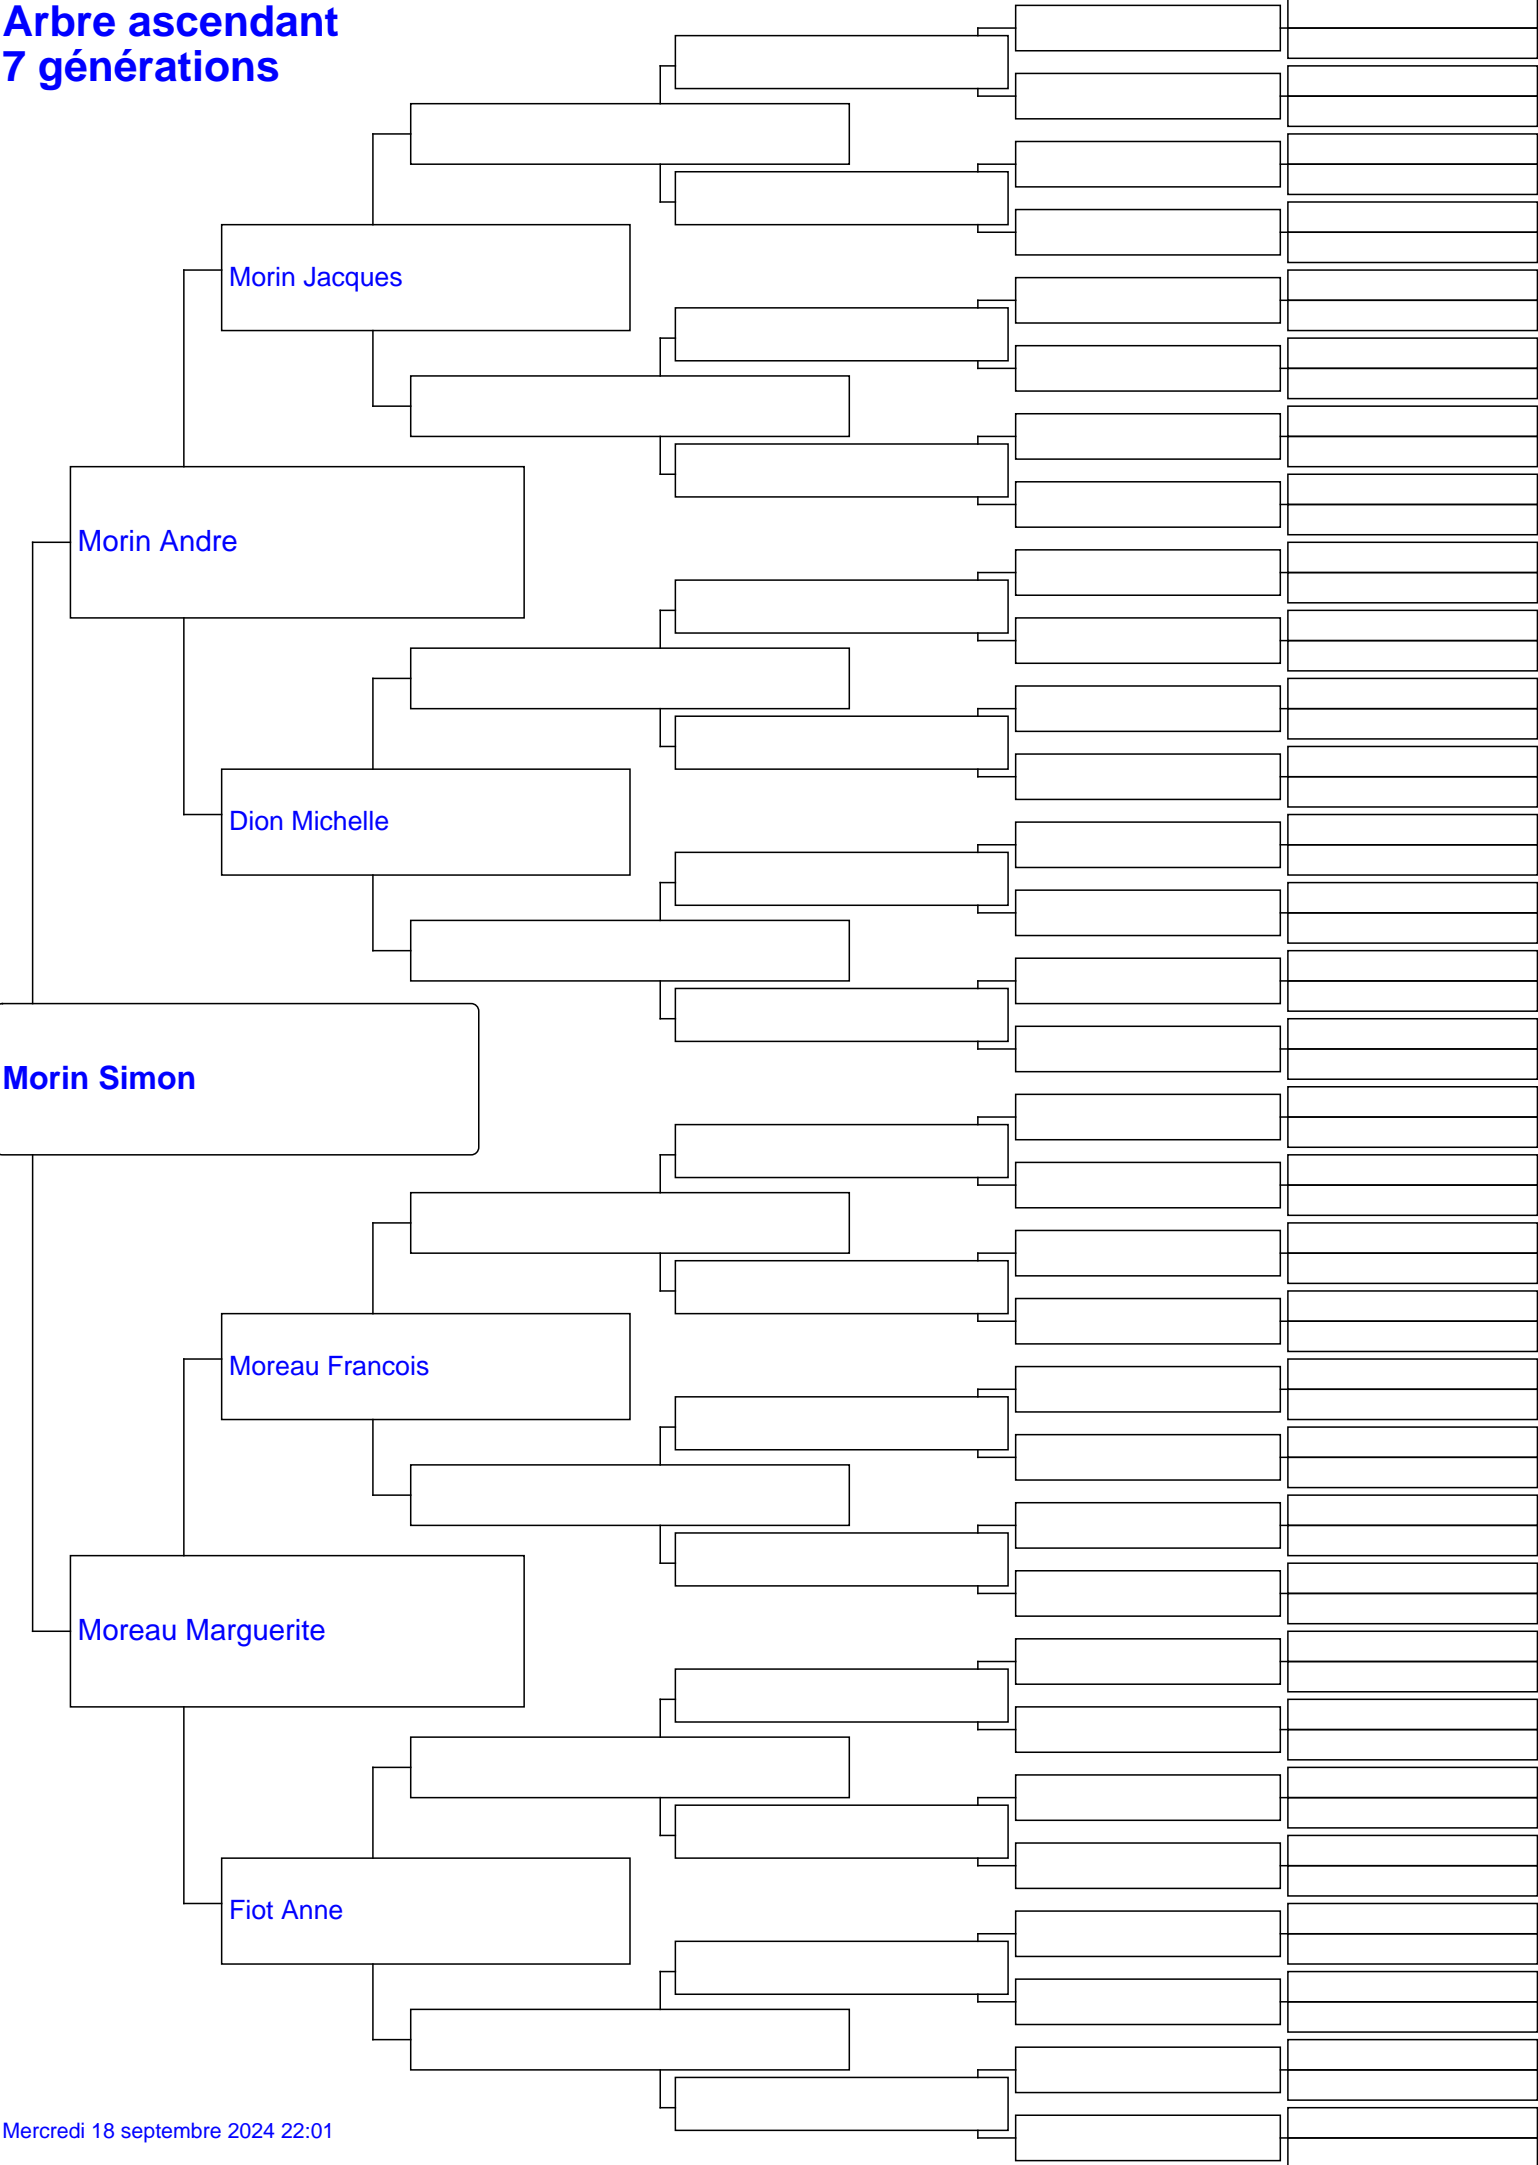 Arbre ascendant
7 générations
Morin Jacques
Morin Andre
Dion Michelle
Morin Simon
Moreau Francois
Moreau Marguerite
Fiot Anne
Mercredi 18 septembre 2024 22:01